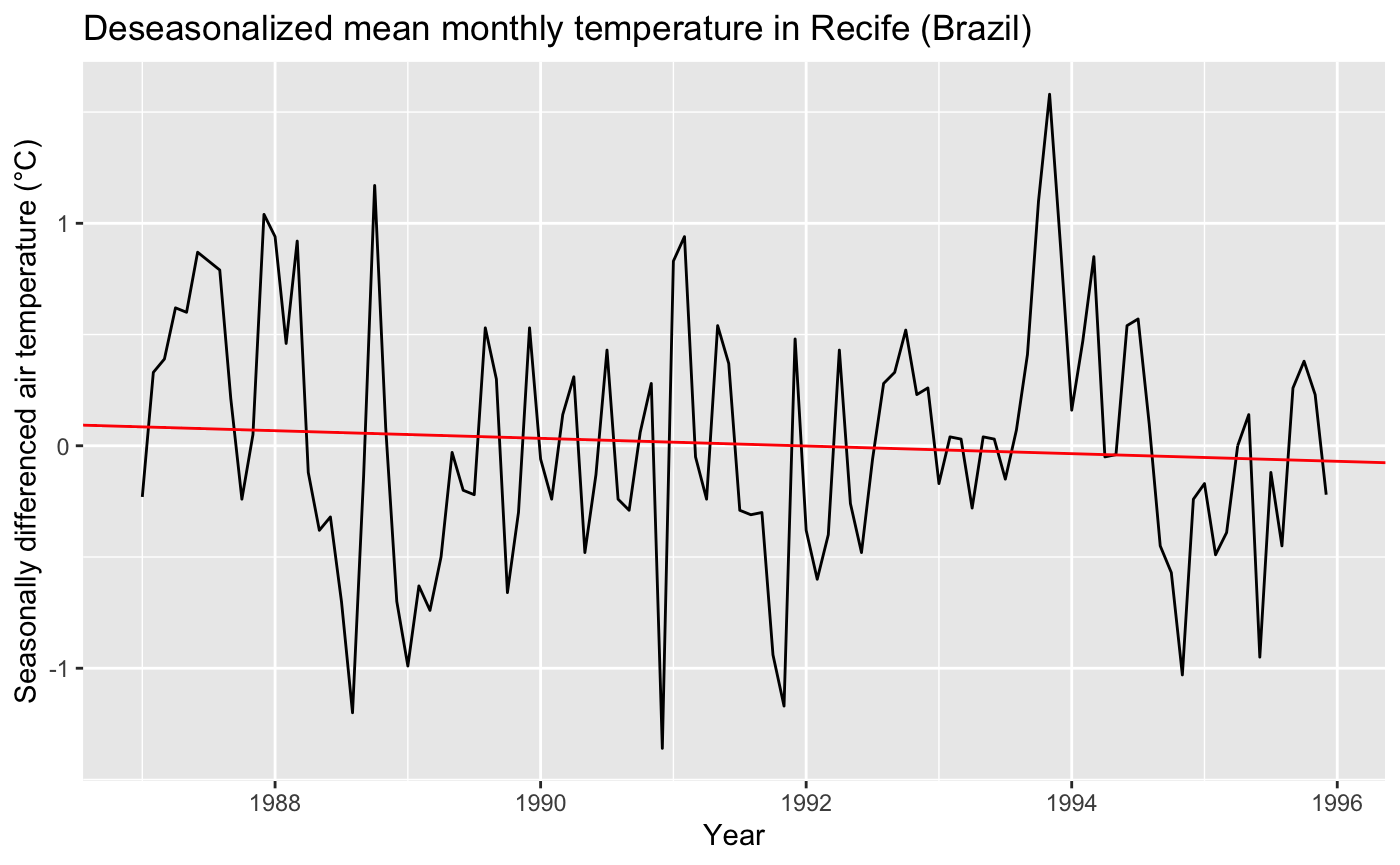 Deseasonalized mean monthly temperature in Recife (Brazil)
Seasonally differenced air temperature (°C)
1
0
-1
1988 1990 1992 1994 1996
Year